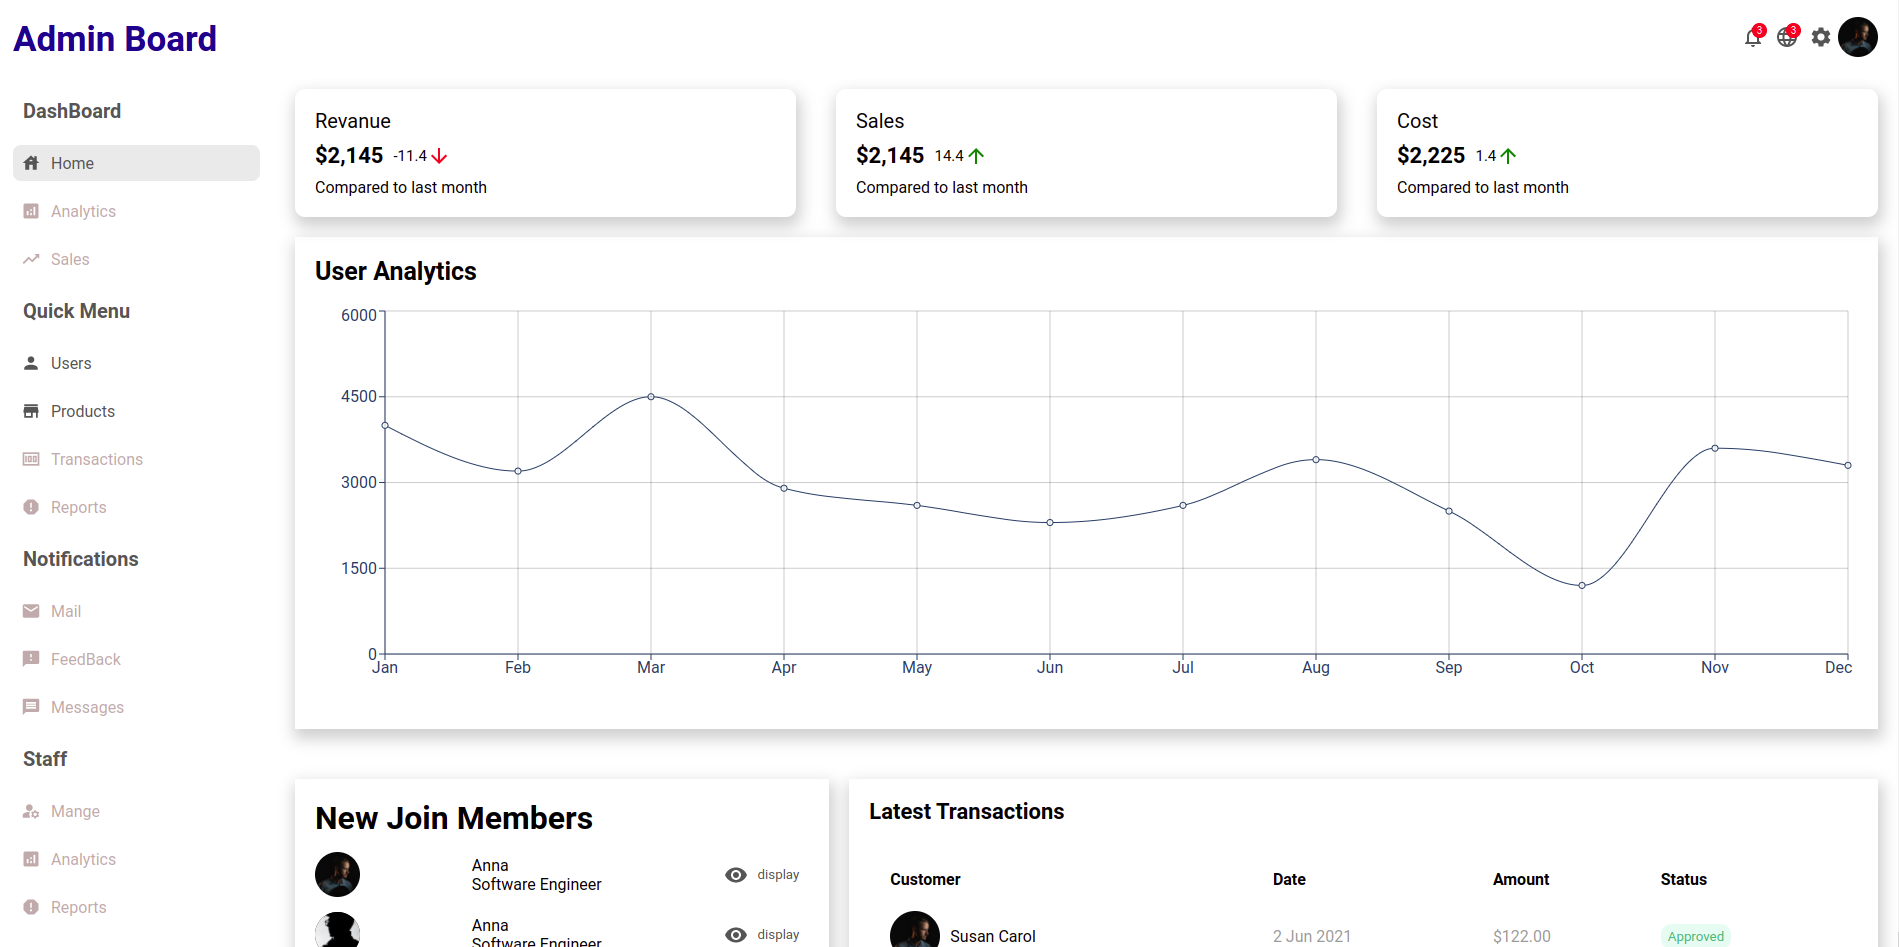 Admin Board
3
3
DashBoard
Home
Analytics
Sales
Quick Menu
Users
Products
Transactions
Reports
Notifications
Mail
FeedBack
Messages
Staff
Mange
Analytics
Reports
Revanue
$2,145 -11.4
Compared to last month
Sales
$2,145 14.4
Compared to last month
Cost
$2,225 1.4
Compared to last month
User Analytics
6000
4500
3000
1500
0
Jan Feb Mar Apr May Jun Jul Aug Sep Oct Nov Dec
New Join Members
Anna
Software Engineer
display
Anna
Software Engineer
display
Latest Transactions
Customer Date Amount Status
Susan Carol 2 Jun 2021 $122.00 Approved